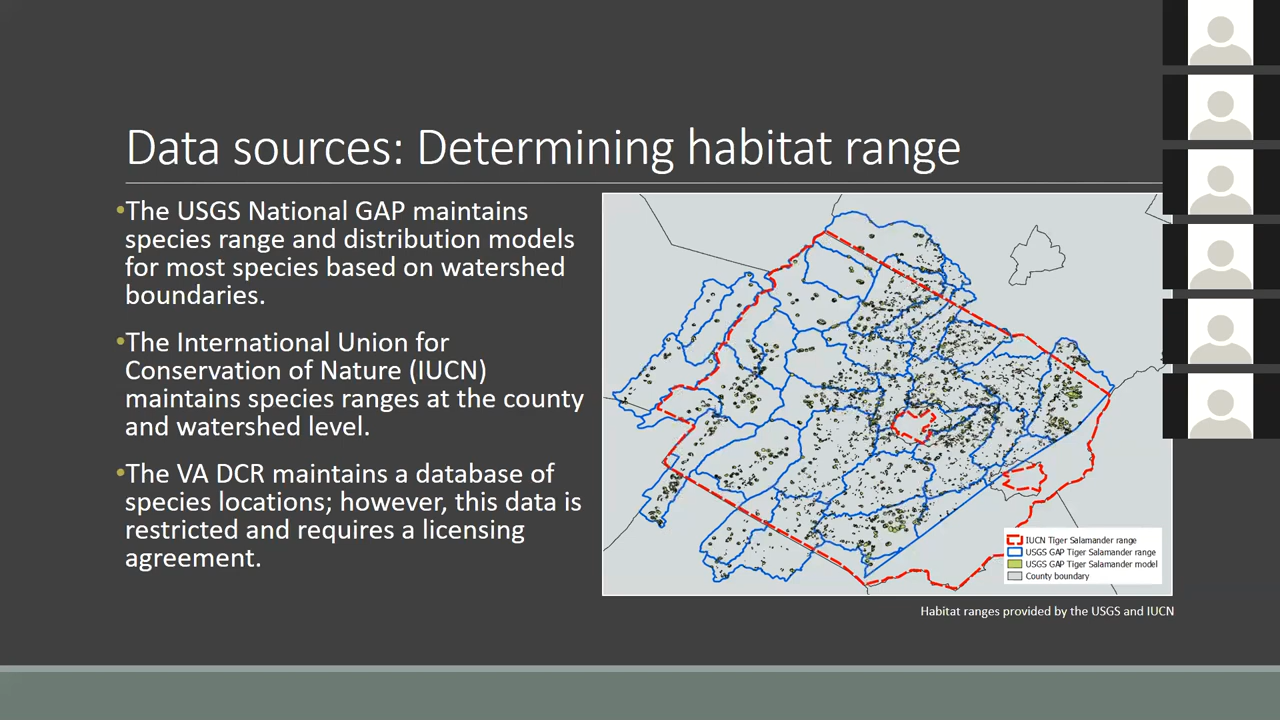 Data sources: Determining habitat range
•The USGS National GAP maintains
species range and distribution models
for most species based on watershed
boundaries.
•The International Union for
Conservation of Nature (IUCN)
maintains species ranges at the county
and watershed level.
•The VA DCR maintains a database of
species locations; however, this data is
restricted and requires a licensing
agreement.
IUCN Tiger Salamander range
USGS GAP Tiger Salamander range
USGS GAP Tiger Salamander model
County boundary
Habitat ranges provided by the USGS and IUCN